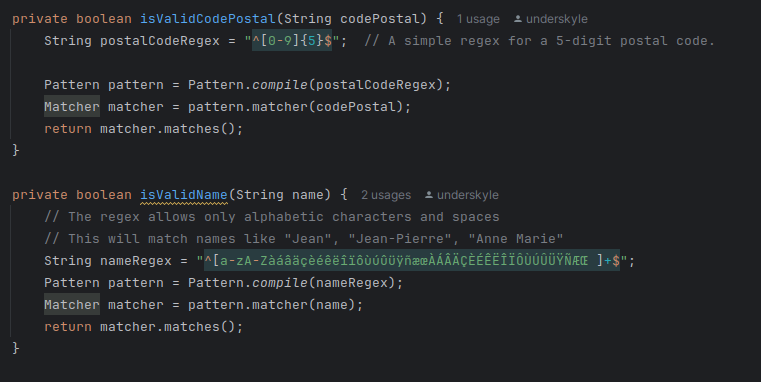 private boolean isValidCodePostal(String codePostal) { 1 usage underskyle
String postalCodeRegex = "^[0-9]{5}$"; // A simple regex for a 5-digit postal code.
Pattern pattern = Pattern.compile(postalCodeRegex);
Matcher matcher = pattern.matcher(codePostal);
return matcher.matches();
}
private boolean isValidName(String name) { 2 usages underskyle
// The regex allows only alphabetic characters and spaces
// This will match names like "Jean", "Jean-Pierre", "Anne Marie"
String nameRegex = "^[a-zA-ZàáâäçèéêëîïôùúûüÿñæœÀÁÂÄÇÈÉÊËÎÏÔÙÚÛÜŸÑÆŒ ]+$";
Pattern pattern = Pattern.compile(nameRegex);
Matcher matcher = pattern.matcher(name);
return matcher.matches();
}